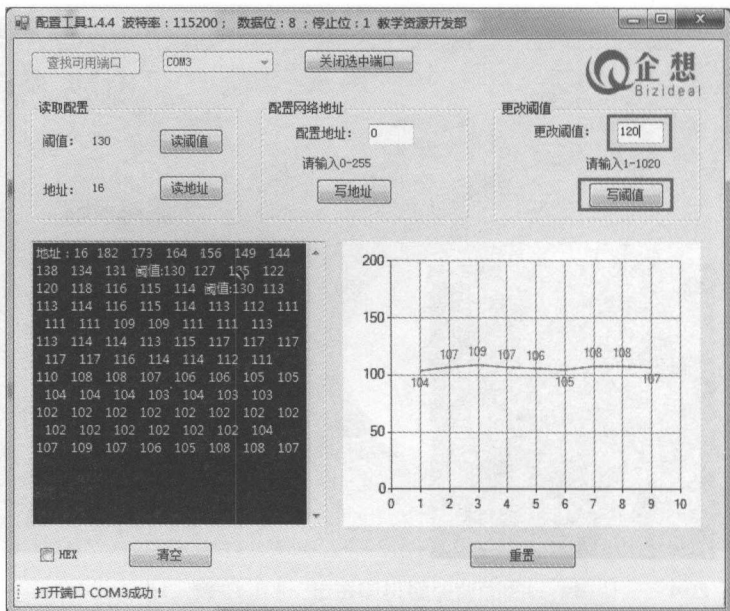 配置工具1.4.4 波特率：115200； 数据位：8 ；停止位：1 教学资源开发部
查找可用端口 COM3 关闭选中端口
企想
Bizideal
读取配置 配置网络地址 更改阈值
阈值： 130 读阈值 配置地址： 0 更改阈值： 120
请输入0-255 请输入1-1020
地址： 16 读地址 写地址 写阈值
地址：16 182 173 164 156 149 144
138 134 131 阈值:130 127 125 122
120 118 116 115 114 阈值:130 113
113 114 116 115 114 113 112 111
111 111 109 109 111 111 113
113 114 114 113 115 117 117 117
117 117 116 114 114 112 111
110 108 108 107 106 106 105 105
104 104 104 103 104 103 103
102 102 102 102 102 102 102 102
102 102 102 102 102 102 104
107 109 107 106 105 108 108 107
200
150
100
50
0
104 107 109 107 106 105 108 108 107
0 1 2 3 4 5 6 7 8 9 10
HEX 清空 重置
打开端口 COM3成功！